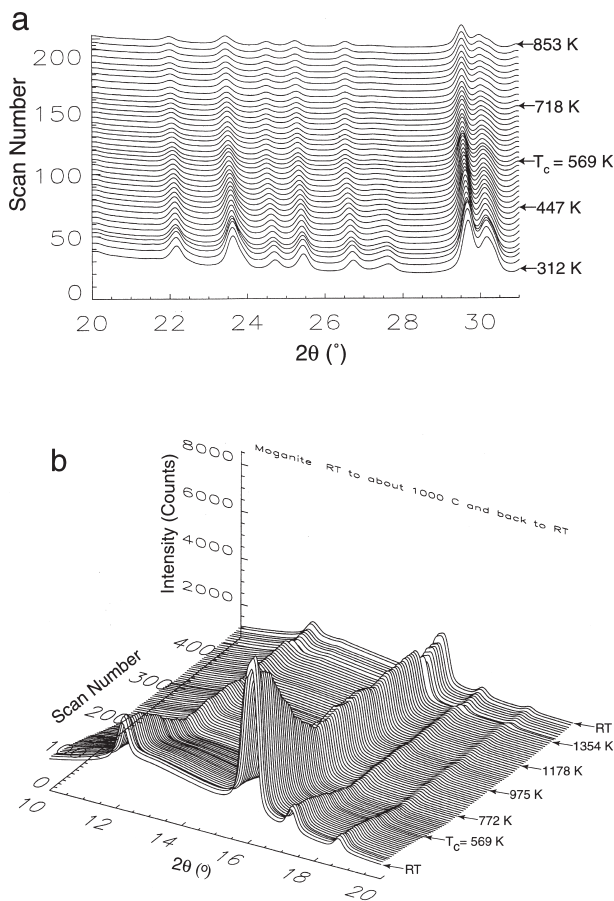 a
Scan Number
200
150
100
50
0
853 K
718 K
Tc = 569 K
447 K
312 K
20 22 24 26 28 30
2θ (°)
b
Intensity (Counts)
8000
6000
4000
2000
Moganite RT to about 1000 C and back to RT
Scan Number
400
300
200
0
10 12 14 16 18 20
2θ (°)
RT
1354 K
1178 K
975 K
772 K
Tc = 569 K
RT